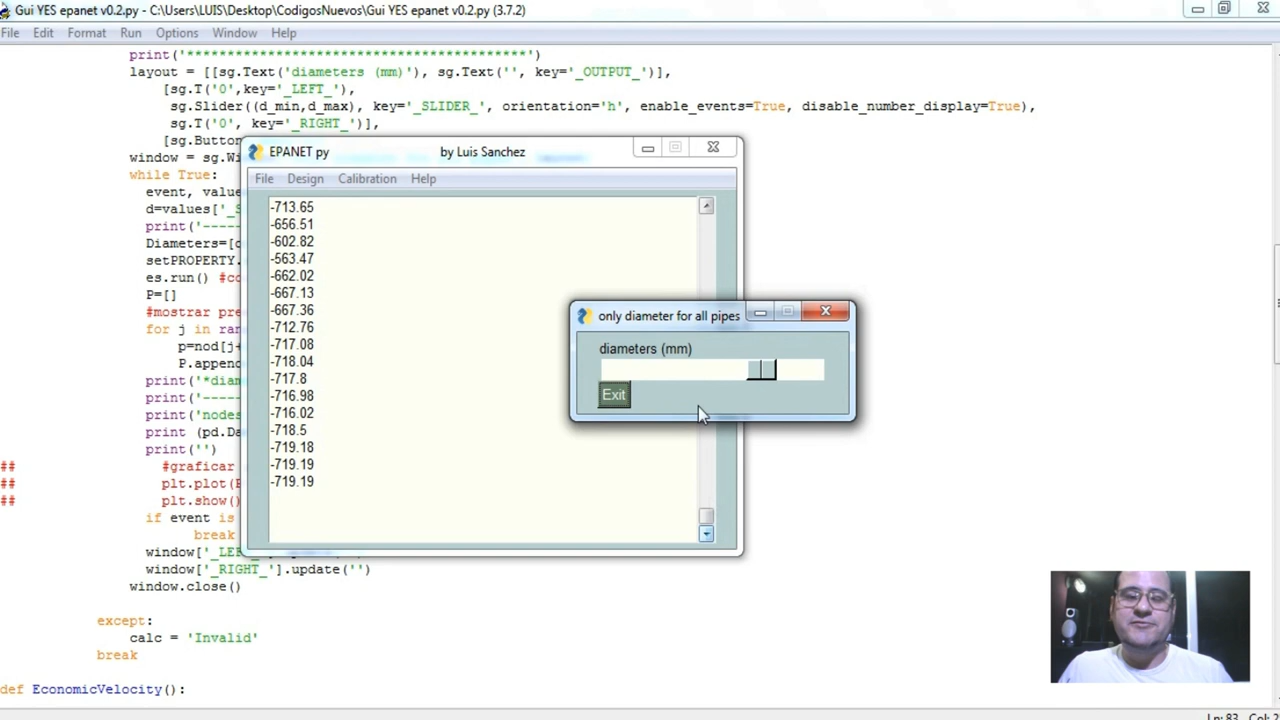 Gui YES epanet v0.2.py - C:\Users\LUIS\Desktop\CodigosNuevos\Gui YES epanet v0.2.py (3.7.2)
File Edit Format Run Options Window Help
print('******************************************')
layout = [[sg.Text('diameters (mm)'), sg.Text('', key='_OUTPUT_')],
[sg.T('0',key='_LEFT_'),
sg.Slider((d_min,d_max), key='_SLIDER_', orientation='h', enable_events=True, disable_number_display=True),
sg.T('0', key='_RIGHT_')],
[sg.Button
window = sg.Wi
while True:
event, value
d=values['_S
print('----
Diameters=[d
setPROPERTY.
es.run() #co
P=[]
#mostrar pre
for j in ran
p=nod[j+
P.append
print('*diam
print('----
print('nodes
print (pd.Da
print('')
## #graficar
## plt.plot(P
## plt.show()
if event is
break
window['_LEF
window['_RIGHT_'].update('')
window.close()
except:
calc = 'Invalid'
break
def EconomicVelocity():
EPANET py by Luis Sanchez
File Design Calibration Help
-713.65
-656.51
-602.82
-563.47
-662.02
-667.13
-667.36
-712.76
-717.08
-718.04
-717.8
-716.98
-716.02
-718.5
-719.18
-719.19
-719.19
only diameter for all pipes
diameters (mm)
Exit
Ln: 83 Col: 2